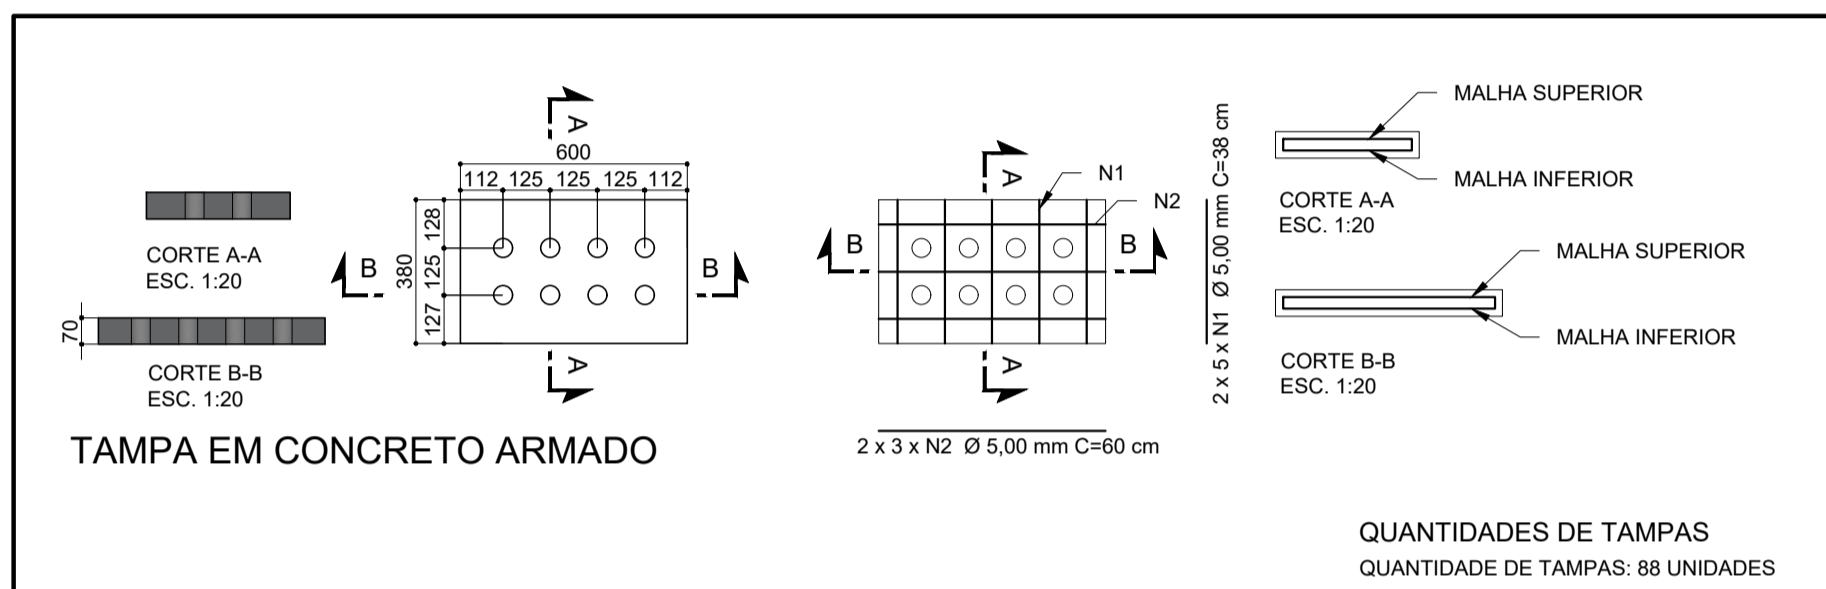 CORTE A-A
ESC. 1:20
70
CORTE B-B
ESC. 1:20
TAMPA EM CONCRETO ARMADO
A
600
112 125 125 125 112
380
128
125
127
B
B
A
A
N1
N2
B
B
A
2 x 3 x N2 Ø 5,00 mm C=60 cm
2 x 5 x N1 Ø 5,00 mm C=38 cm
MALHA SUPERIOR
MALHA INFERIOR
CORTE A-A
ESC. 1:20
MALHA SUPERIOR
MALHA INFERIOR
CORTE B-B
ESC. 1:20
QUANTIDADES DE TAMPAS
QUANTIDADE DE TAMPAS: 88 UNIDADES